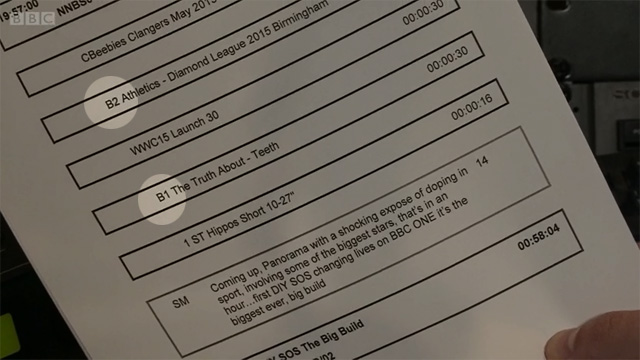 BBC
19:57:00
NNBS
CBeebies Clangers May 2015
00:00:30
B2 Athletics - Diamond League 2015 Birmingham
00:00:30
WWC15 Launch 30
B1 The Truth About - Teeth
00:00:16
1 ST Hippos Short 10-27"
SM
Coming up, Panorama with a shocking expose of doping in
14
sport, involving some of the biggest stars, that's in an
hour...first DIY SOS changing lives on BBC ONE it's the
biggest ever, big build
00:58:04
DIY SOS The Big Build